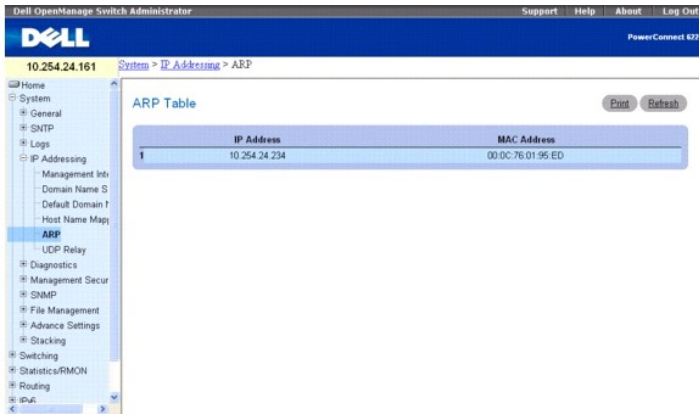 Dell OpenManage Switch Administrator
Support Help About Log Out
DELL
PowerConnect 622
10.254.24.161
System > IP Addressing > ARP
Home
System
General
SNTP
Logs
IP Addressing
Management Int
Domain Name S
Default Domain N
Host Name Mapp
ARP
UDP Relay
Diagnostics
Management Secur
SNMP
File Management
Advance Settings
Stacking
Switching
Statistics/RMON
Routing
IPv6
ARP Table
Print Refresh
IP Address MAC Address
1 10.254.24.234 00:0C:76:01:95:ED